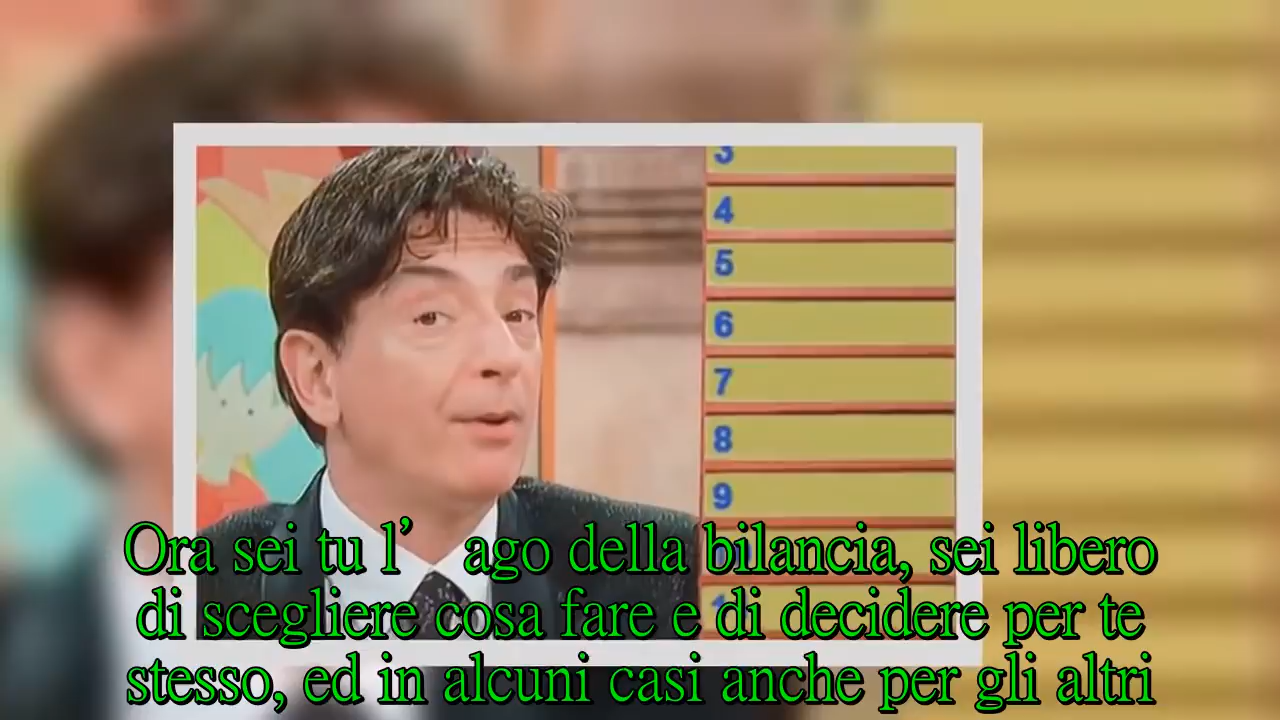 3
4
5
6
7
8
9
Ora sei tu l’ago della bilancia, sei libero
di scegliere cosa fare e di decidere per te
stesso, ed in alcuni casi anche per gli altri